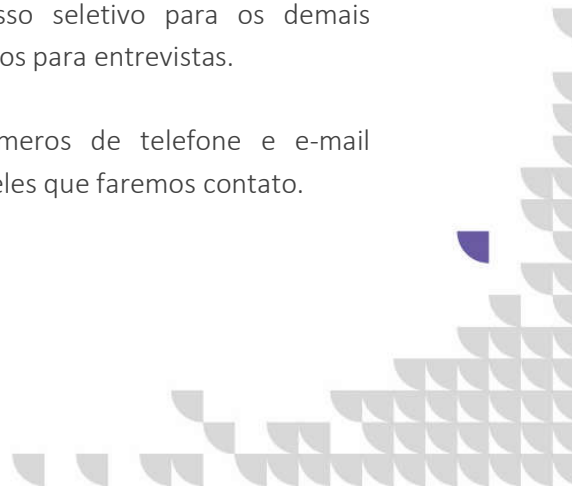 sso seletivo para os demais
os para entrevistas.
meros de telefone e e-mail
eles que faremos contato.